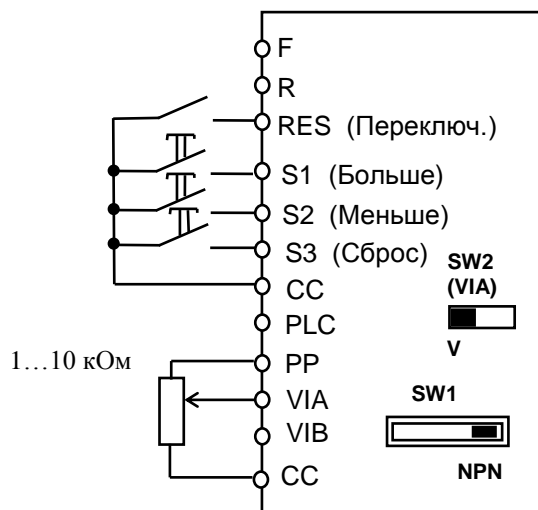 F
R
RES (Переключ.)
S1 (Больше)
S2 (Меньше)
S3 (Сброс)
SW2
(VIA)
CC
PLC
V
1…10 кОм
PP
VIA
SW1
VIB
CC
NPN